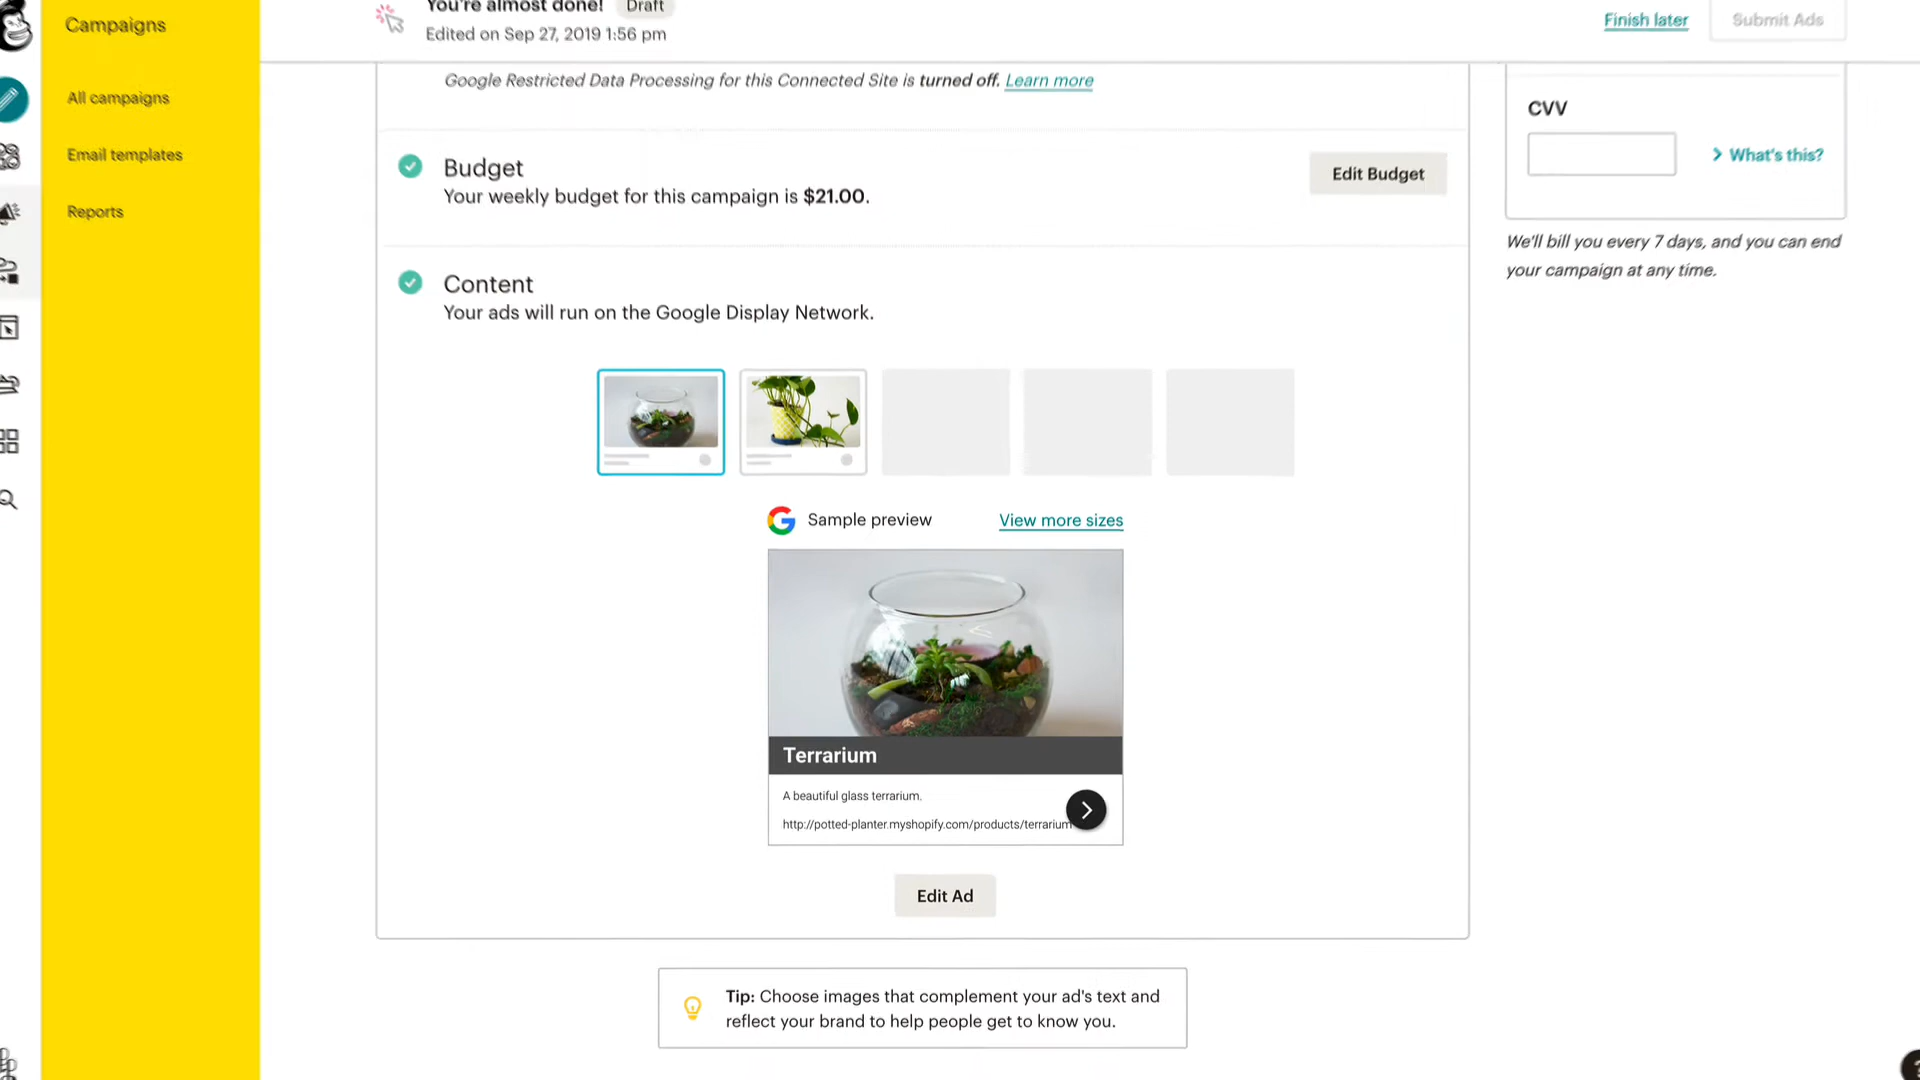 Campaigns
All campaigns
Email templates
Reports
You're almost done! Draft
Edited on Sep 27, 2019 1:56 pm
Finish later
Submit Ads
Google Restricted Data Processing for this Connected Site is turned off. Learn more
CVV
What's this?
We'll bill you every 7 days, and you can end
your campaign at any time.
Budget
Your weekly budget for this campaign is $21.00.
Edit Budget
Content
Your ads will run on the Google Display Network.
Sample preview
View more sizes
Terrarium
A beautiful glass terrarium.
http://potted-planter.myshopify.com/products/terrarium
Edit Ad
Tip: Choose images that complement your ad's text and
reflect your brand to help people get to know you.